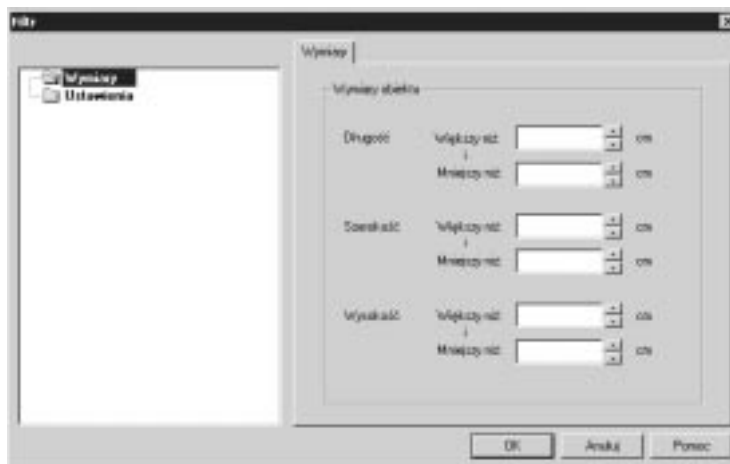 Filtry
Wymiary
Ustawienia
Wymiary
Wymiary obiektu
Długość Większy niż: cm
i
Mniejszy niż: cm
Szerokość Większy niż: cm
i
Mniejszy niż: cm
Wysokość Większy niż: cm
i
Mniejszy niż: cm
OK Anuluj Pomoc